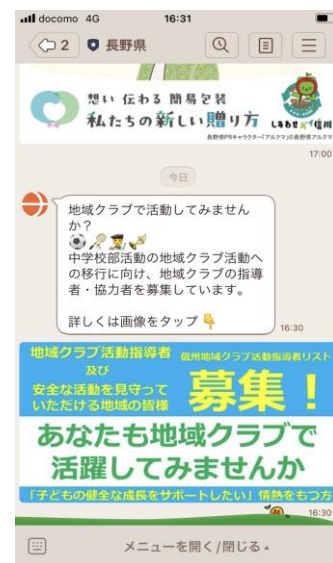 docomo 4G 16:31
2 長野県
想い 伝わる 簡易包装
私たちの新しい贈り方
しあわせ信州
長野県PRキャラクター「アルクマ」©長野県アルクマ
17:00
今日
地域クラブで活動してみません
か?
⚽🎾👨‍🎨🎺
中学校部活動の地域クラブ活動へ
の移行に向け、地域クラブの指導
者・協力者を募集しています。
詳しくは画像をタップ👇
16:30
地域クラブ活動指導者
及び
安全な活動を見守って
いただける地域の皆様
信州地域クラブ活動指導者リスト
募集!
あなたも地域クラブで
活躍してみませんか
「子どもの健全な成長をサポートしたい」情熱をもつ方
16:30
メニューを開く/閉じる▴